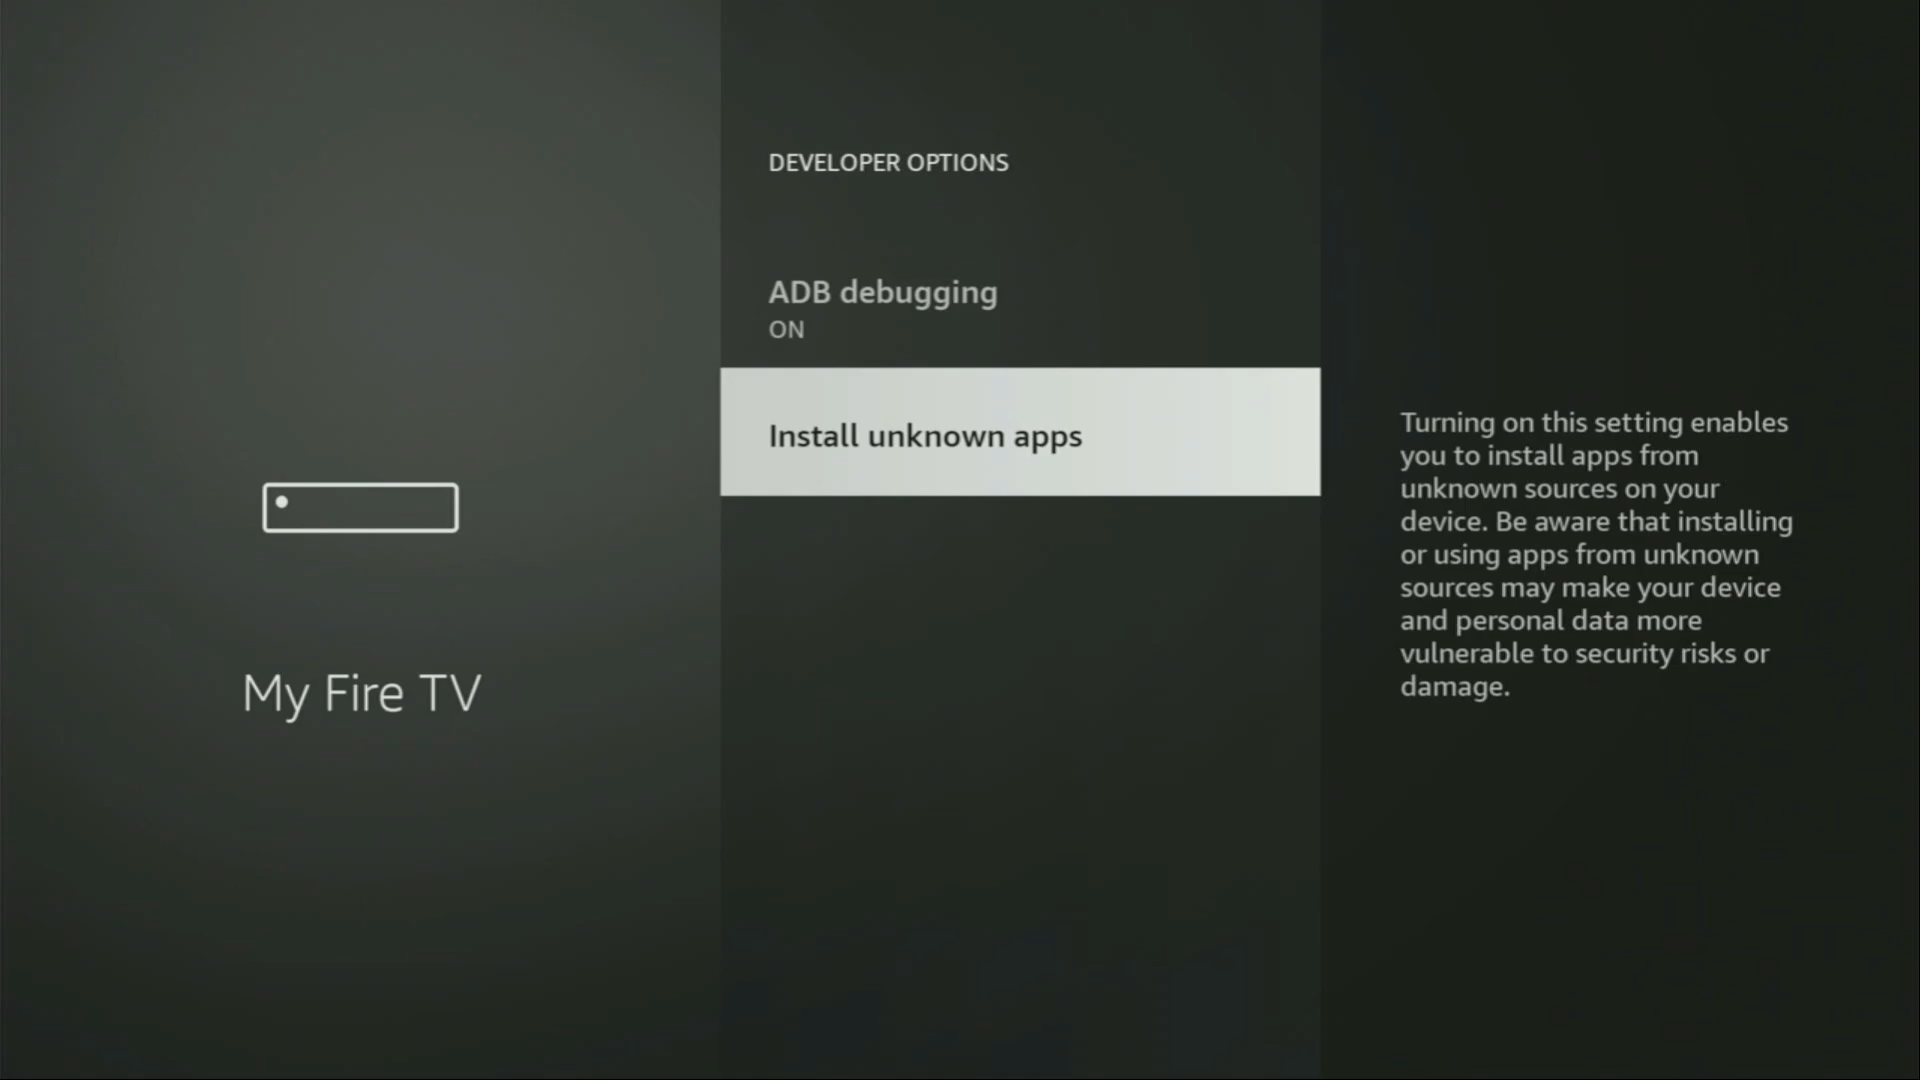 DEVELOPER OPTIONS
ADB debugging
ON
Install unknown apps
My Fire TV
Turning on this setting enables
you to install apps from
unknown sources on your
device. Be aware that installing
or using apps from unknown
sources may make your device
and personal data more
vulnerable to security risks or
damage.